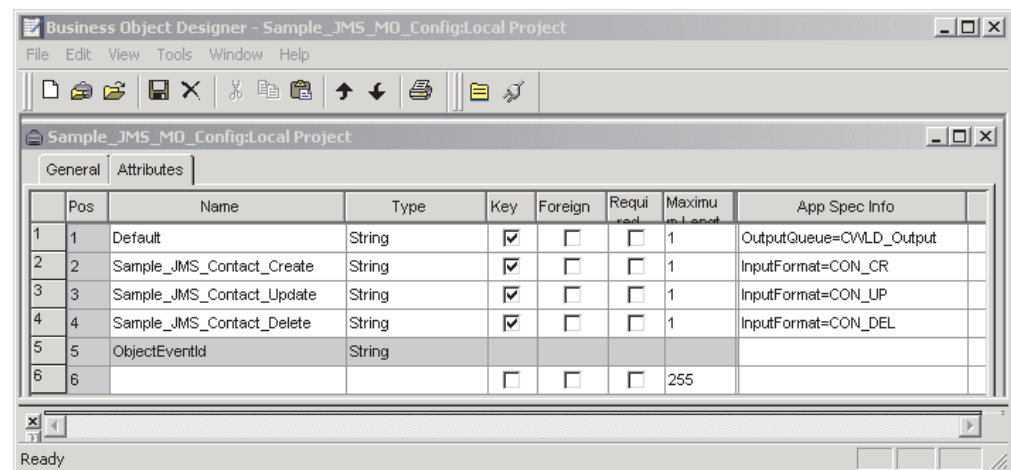 Business Object Designer - Sample_JMS_MO_Config:Local Project
File Edit View Tools Window Help
Sample_JMS_MO_Config:Local Project
General Attributes
Pos Name Type Key Foreign Requi Maximu App Spec Info
1 1 Default String 1 OutputQueue=CWLD_Output
2 2 Sample_JMS_Contact_Create String 1 InputFormat=CON_CR
3 3 Sample_JMS_Contact_Update String 1 InputFormat=CON_UP
4 4 Sample_JMS_Contact_Delete String 1 InputFormat=CON_DEL
5 5 ObjectEventId String
6 6 255
Ready